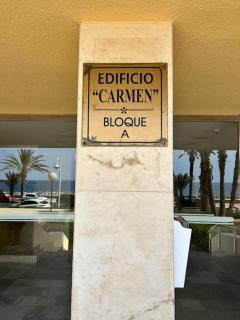 EDIFICIO
"CARMEN"
*
BLOQUE
A